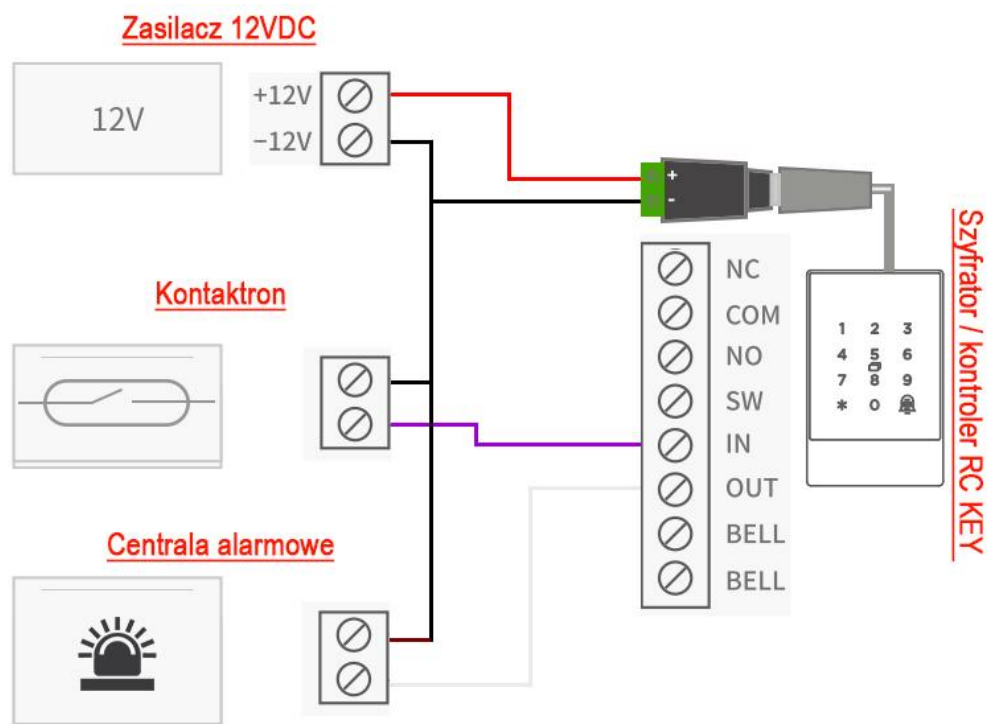 Zasilacz 12VDC
12V
+12V
−12V
+
-
Kontaktron
NC
COM
NO
SW
IN
OUT
BELL
BELL
1 2 3
4 5 6
7 8 9
* 0
Szyfrator / kontroler RC KEY
Centrala alarmowe